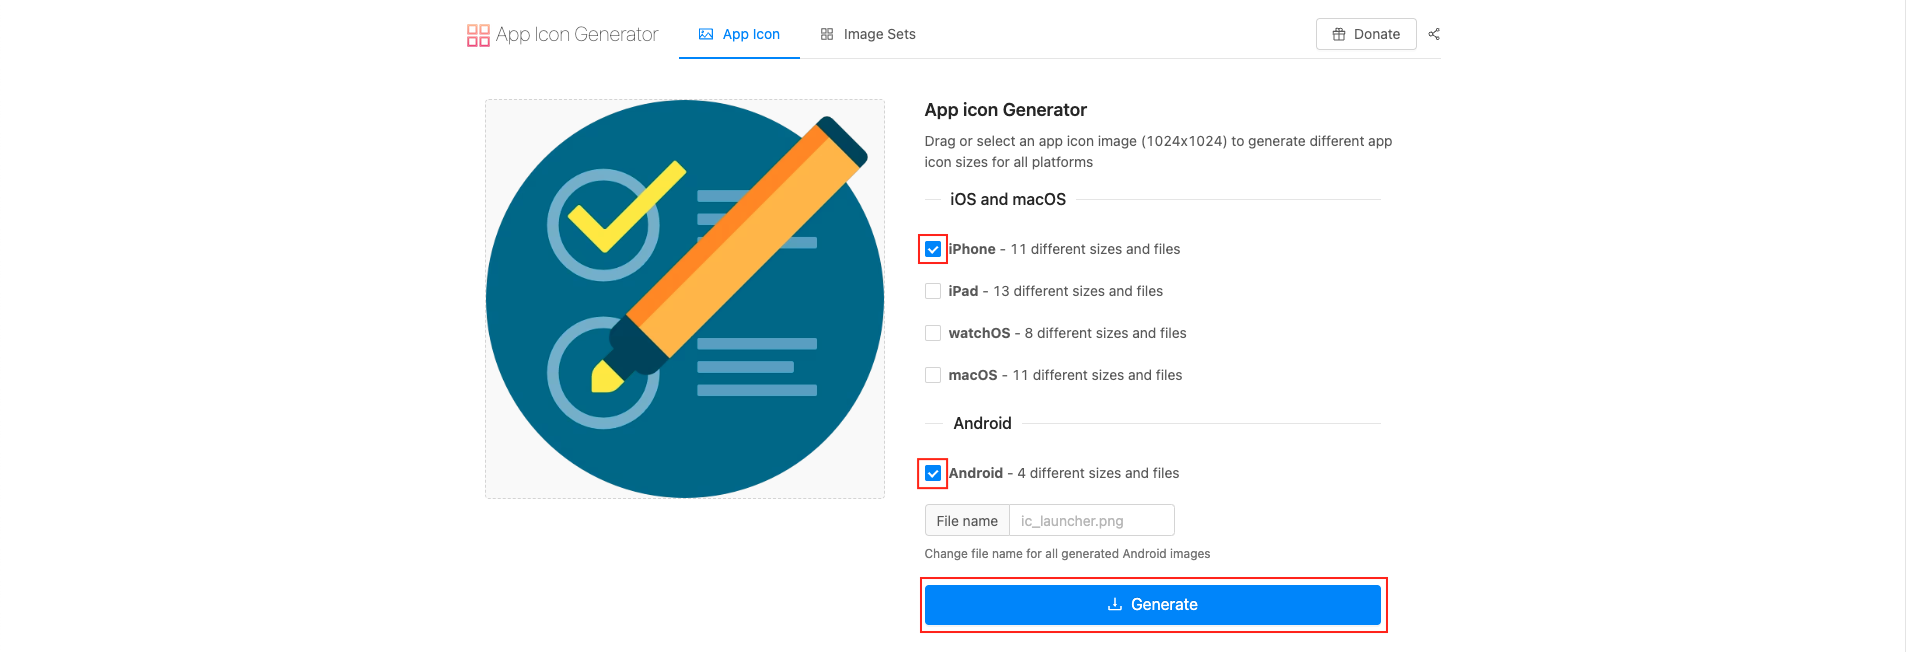 App Icon Generator
App Icon
Image Sets
Donate
App icon Generator
Drag or select an app icon image (1024x1024) to generate different app
icon sizes for all platforms
iOS and macOS
iPhone - 11 different sizes and files
iPad - 13 different sizes and files
watchOS - 8 different sizes and files
macOS - 11 different sizes and files
Android
Android - 4 different sizes and files
File name
ic_launcher.png
Change file name for all generated Android images
Generate